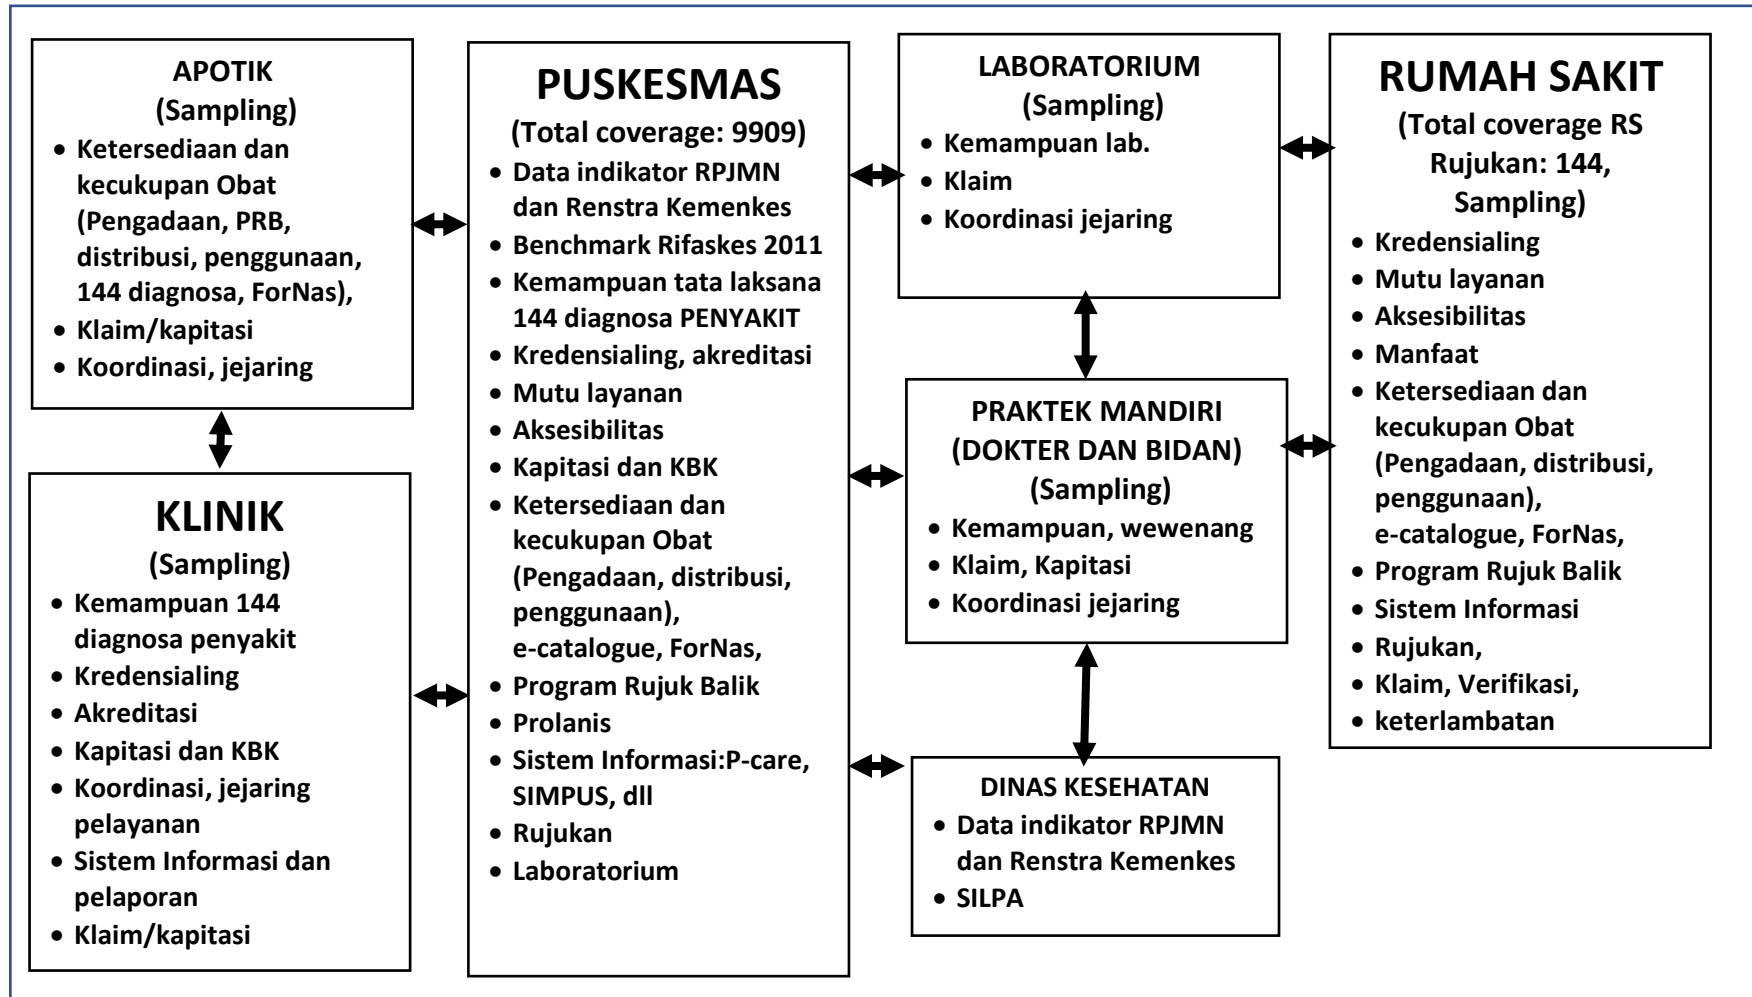 APOTIK
(Sampling)
• Ketersediaan dan
kecukupan Obat
(Pengadaan, PRB,
distribusi, penggunaan,
144 diagnosa, ForNas),
• Klaim/kapitasi
• Koordinasi, jejaring
KLINIK
(Sampling)
• Kemampuan 144
diagnosa penyakit
• Kredensialing
• Akreditasi
• Kapitasi dan KBK
• Koordinasi, jejaring
pelayanan
• Sistem Informasi dan
pelaporan
• Klaim/kapitasi
PUSKESMAS
(Total coverage: 9909)
• Data indikator RPJMN
dan Renstra Kemenkes
• Benchmark Rifaskes 2011
• Kemampuan tata laksana
144 diagnosa PENYAKIT
• Kredensialing, akreditasi
• Mutu layanan
• Aksesibilitas
• Kapitasi dan KBK
• Ketersediaan dan
kecukupan Obat
(Pengadaan, distribusi,
penggunaan),
e-catalogue, ForNas,
• Program Rujuk Balik
• Prolanis
• Sistem Informasi:P-care,
SIMPUS, dll
• Rujukan
• Laboratorium
LABORATORIUM
(Sampling)
• Kemampuan lab.
• Klaim
• Koordinasi jejaring
PRAKTEK MANDIRI
(DOKTER DAN BIDAN)
(Sampling)
• Kemampuan, wewenang
• Klaim, Kapitasi
• Koordinasi jejaring
DINAS KESEHATAN
• Data indikator RPJMN
dan Renstra Kemenkes
• SILPA
RUMAH SAKIT
(Total coverage RS
Rujukan: 144,
Sampling)
• Kredensialing
• Mutu layanan
• Aksesibilitas
• Manfaat
• Ketersediaan dan
kecukupan Obat
(Pengadaan, distribusi,
penggunaan),
e-catalogue, ForNas,
• Program Rujuk Balik
• Sistem Informasi
• Rujukan,
• Klaim, Verifikasi,
• keterlambatan